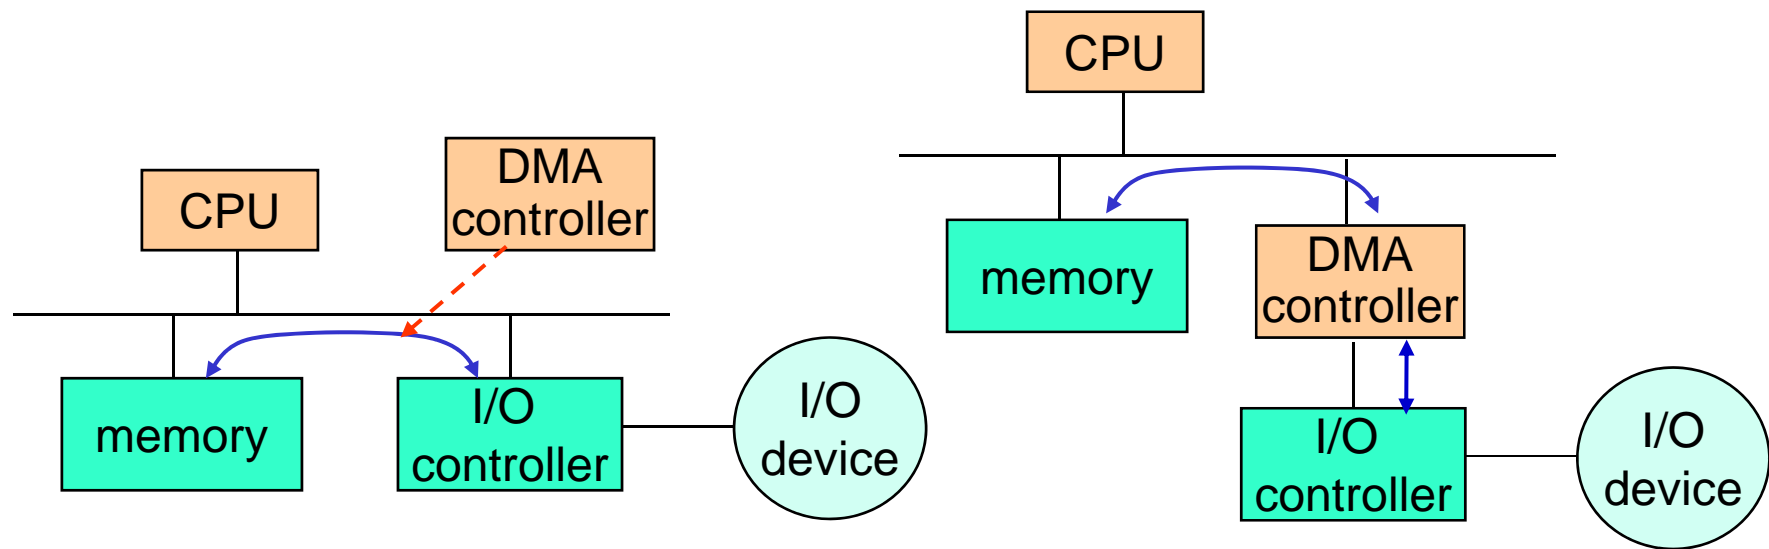 CPU
DMA
controller
memory
I/O
controller
I/O
device
CPU
memory
DMA
controller
I/O
controller
I/O
device